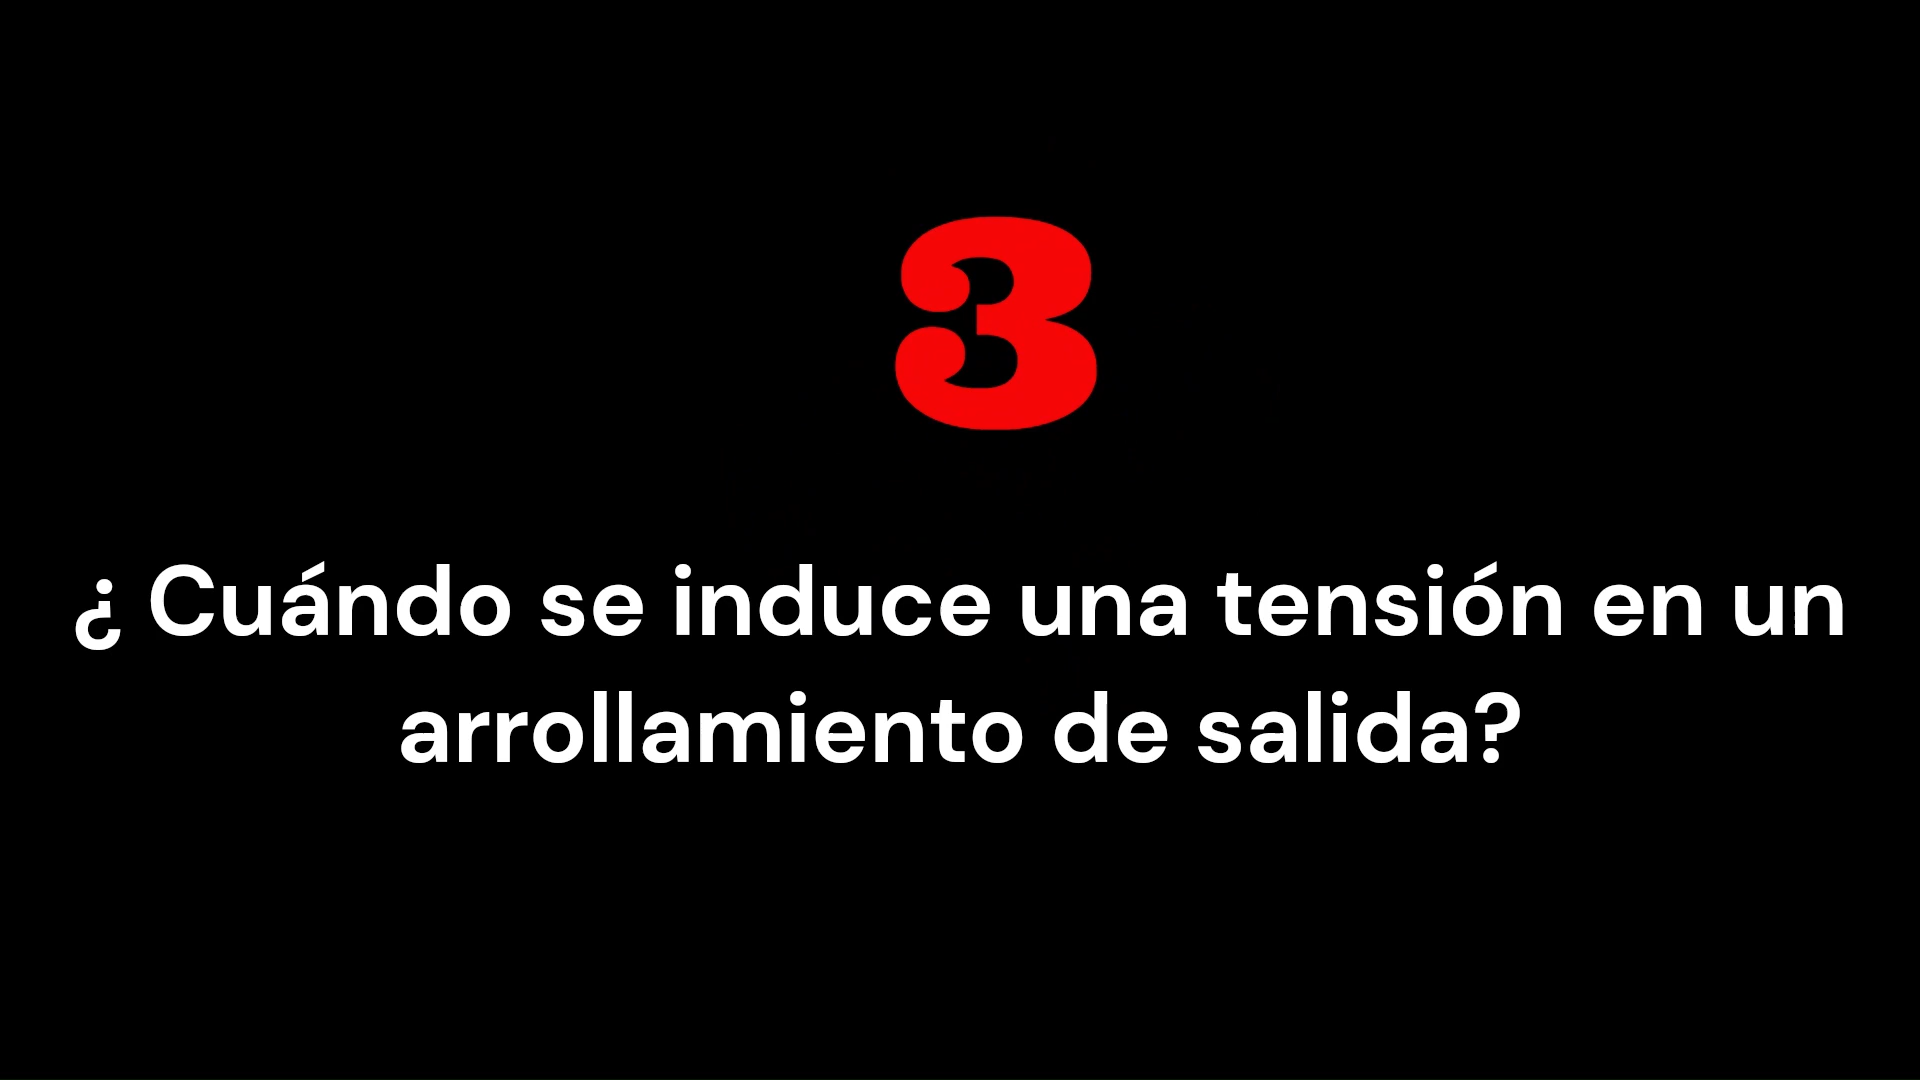 3
¿ Cuándo se induce una tensión en un
arrollamiento de salida?